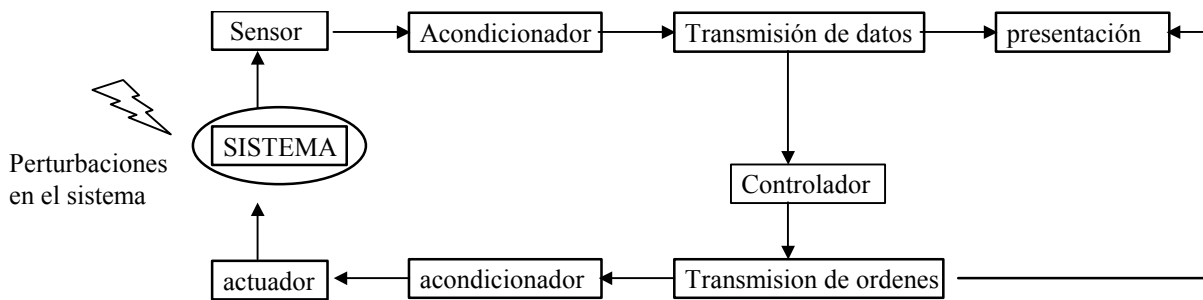 Sensor
Acondicionador
Transmisión de datos
presentación
SISTEMA
Perturbaciones
en el sistema
Controlador
actuador
acondicionador
Transmision de ordenes